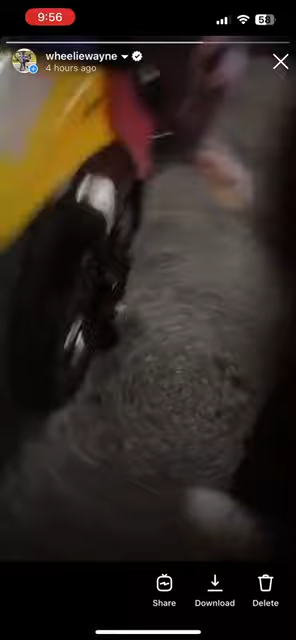 9:56
58
wheeliewayne
4 hours ago
Share
Download
Delete